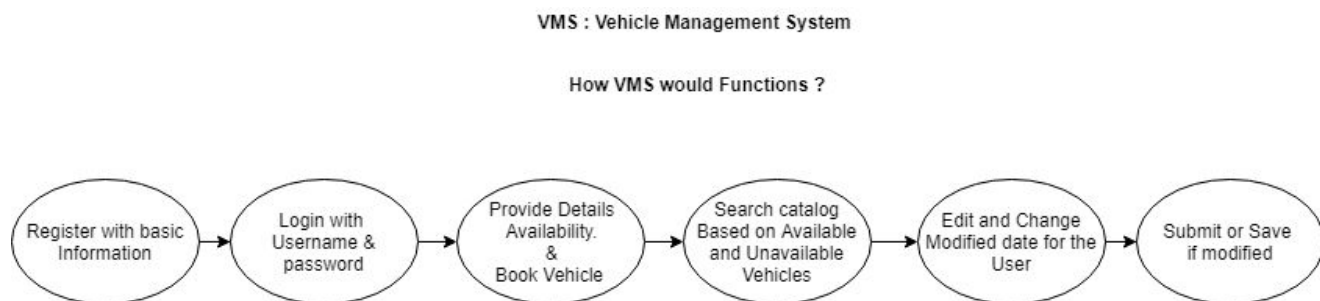 VMS : Vehicle Management System
How VMS would Functions ?
Register with basic
Information
Login with
Username &
password
Provide Details
Availability.
&
Book Vehicle
Search catalog
Based on Available
and Unavailable
Vehicles
Edit and Change
Modified date for the
User
Submit or Save
if modified